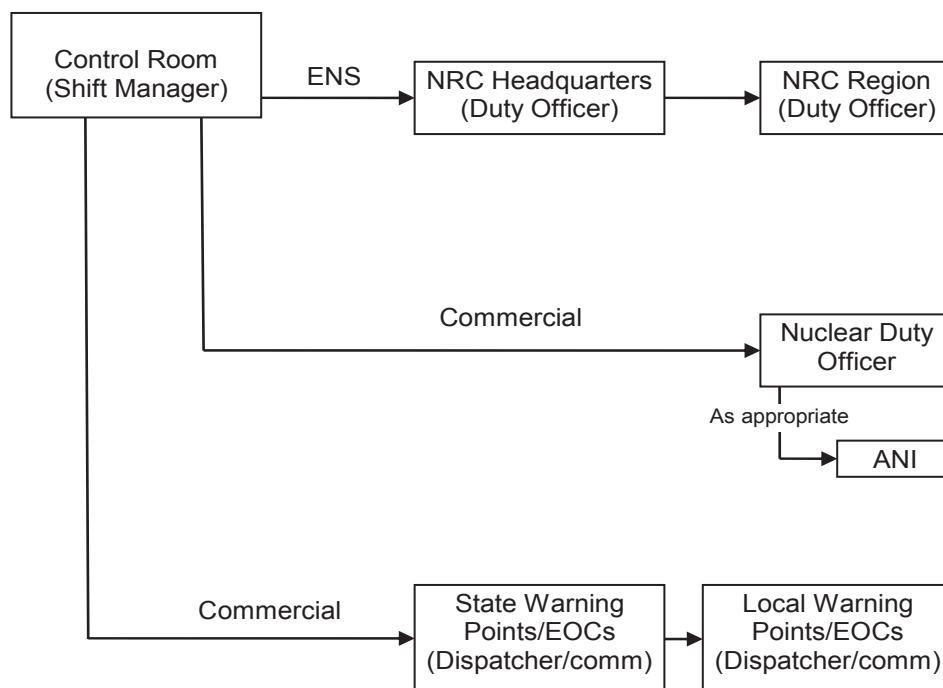 Control Room
(Shift Manager)
ENS
NRC Headquarters
(Duty Officer)
NRC Region
(Duty Officer)
Commercial
Nuclear Duty
Officer
As appropriate
ANI
Commercial
State Warning
Points/EOCs
(Dispatcher/comm)
Local Warning
Points/EOCs
(Dispatcher/comm)